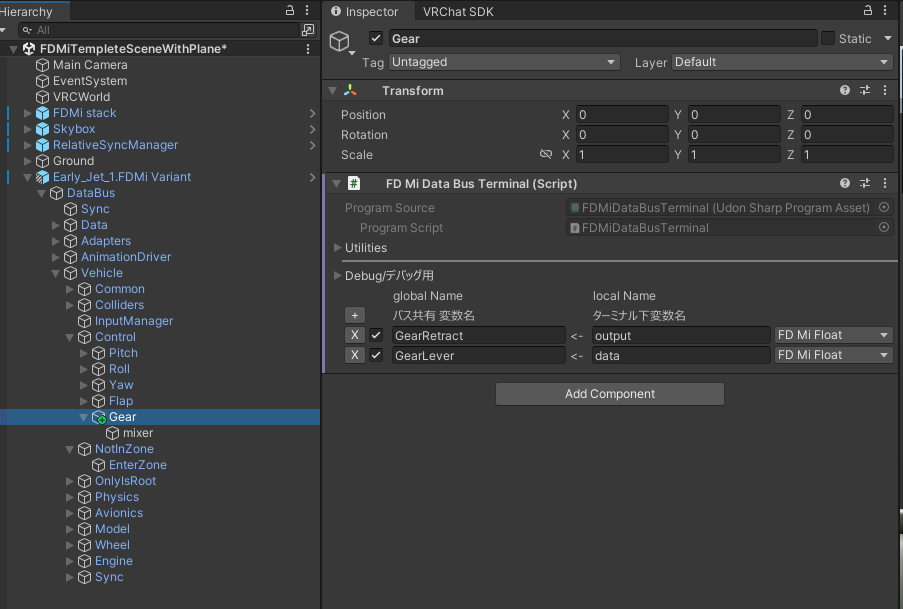 Hierarchy
All
FDMiTempleteSceneWithPlane*
Main Camera
EventSystem
VRCWorld
FDMi stack
Skybox
RelativeSyncManager
Ground
Early_Jet_1.FDMi Variant
DataBus
Sync
Data
Adapters
AnimationDriver
Vehicle
Common
Colliders
InputManager
Control
Pitch
Roll
Yaw
Flap
Gear
mixer
NotInZone
EnterZone
OnlyIsRoot
Physics
Avionics
Model
Wheel
Engine
Sync
Inspector VRChat SDK
Gear Static
Tag Untagged Layer Default
Transform
Position X 0 Y 0 Z 0
Rotation X 0 Y 0 Z 0
Scale X 1 Y 1 Z 1
# FD Mi Data Bus Terminal (Script)
Program Source FDMiDataBusTerminal (Udon Sharp Program Asset)
Program Script # FDMiDataBusTerminal
Utilities
Debug/デバッグ用
global Name local Name
+ バス共有 変数名 ターミナル下変数名
X GearRetract <- output FD Mi Float
X GearLever <- data FD Mi Float
Add Component